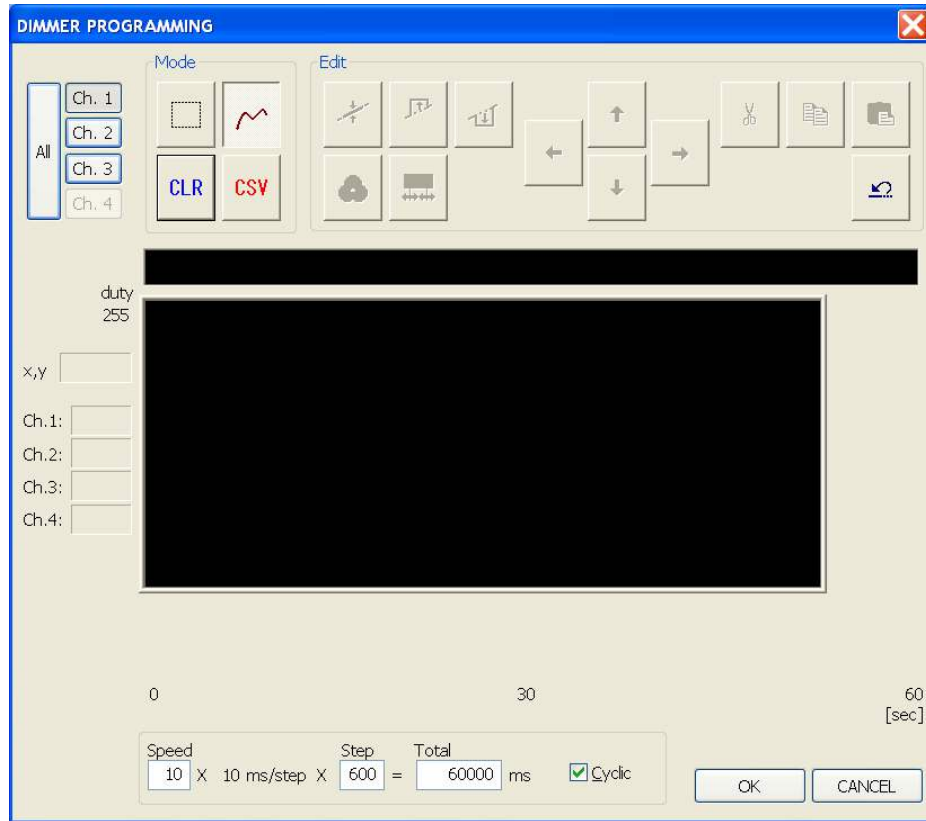 DIMMER PROGRAMMING
Mode
Edit
All
Ch. 1
Ch. 2
Ch. 3
Ch. 4
CLR
CSV
duty
255
x,y
Ch.1:
Ch.2:
Ch.3:
Ch.4:
0 30 60
[sec]
Speed Step Total
10 X 10 ms/step X 600 = 60000 ms Cyclic
OK CANCEL